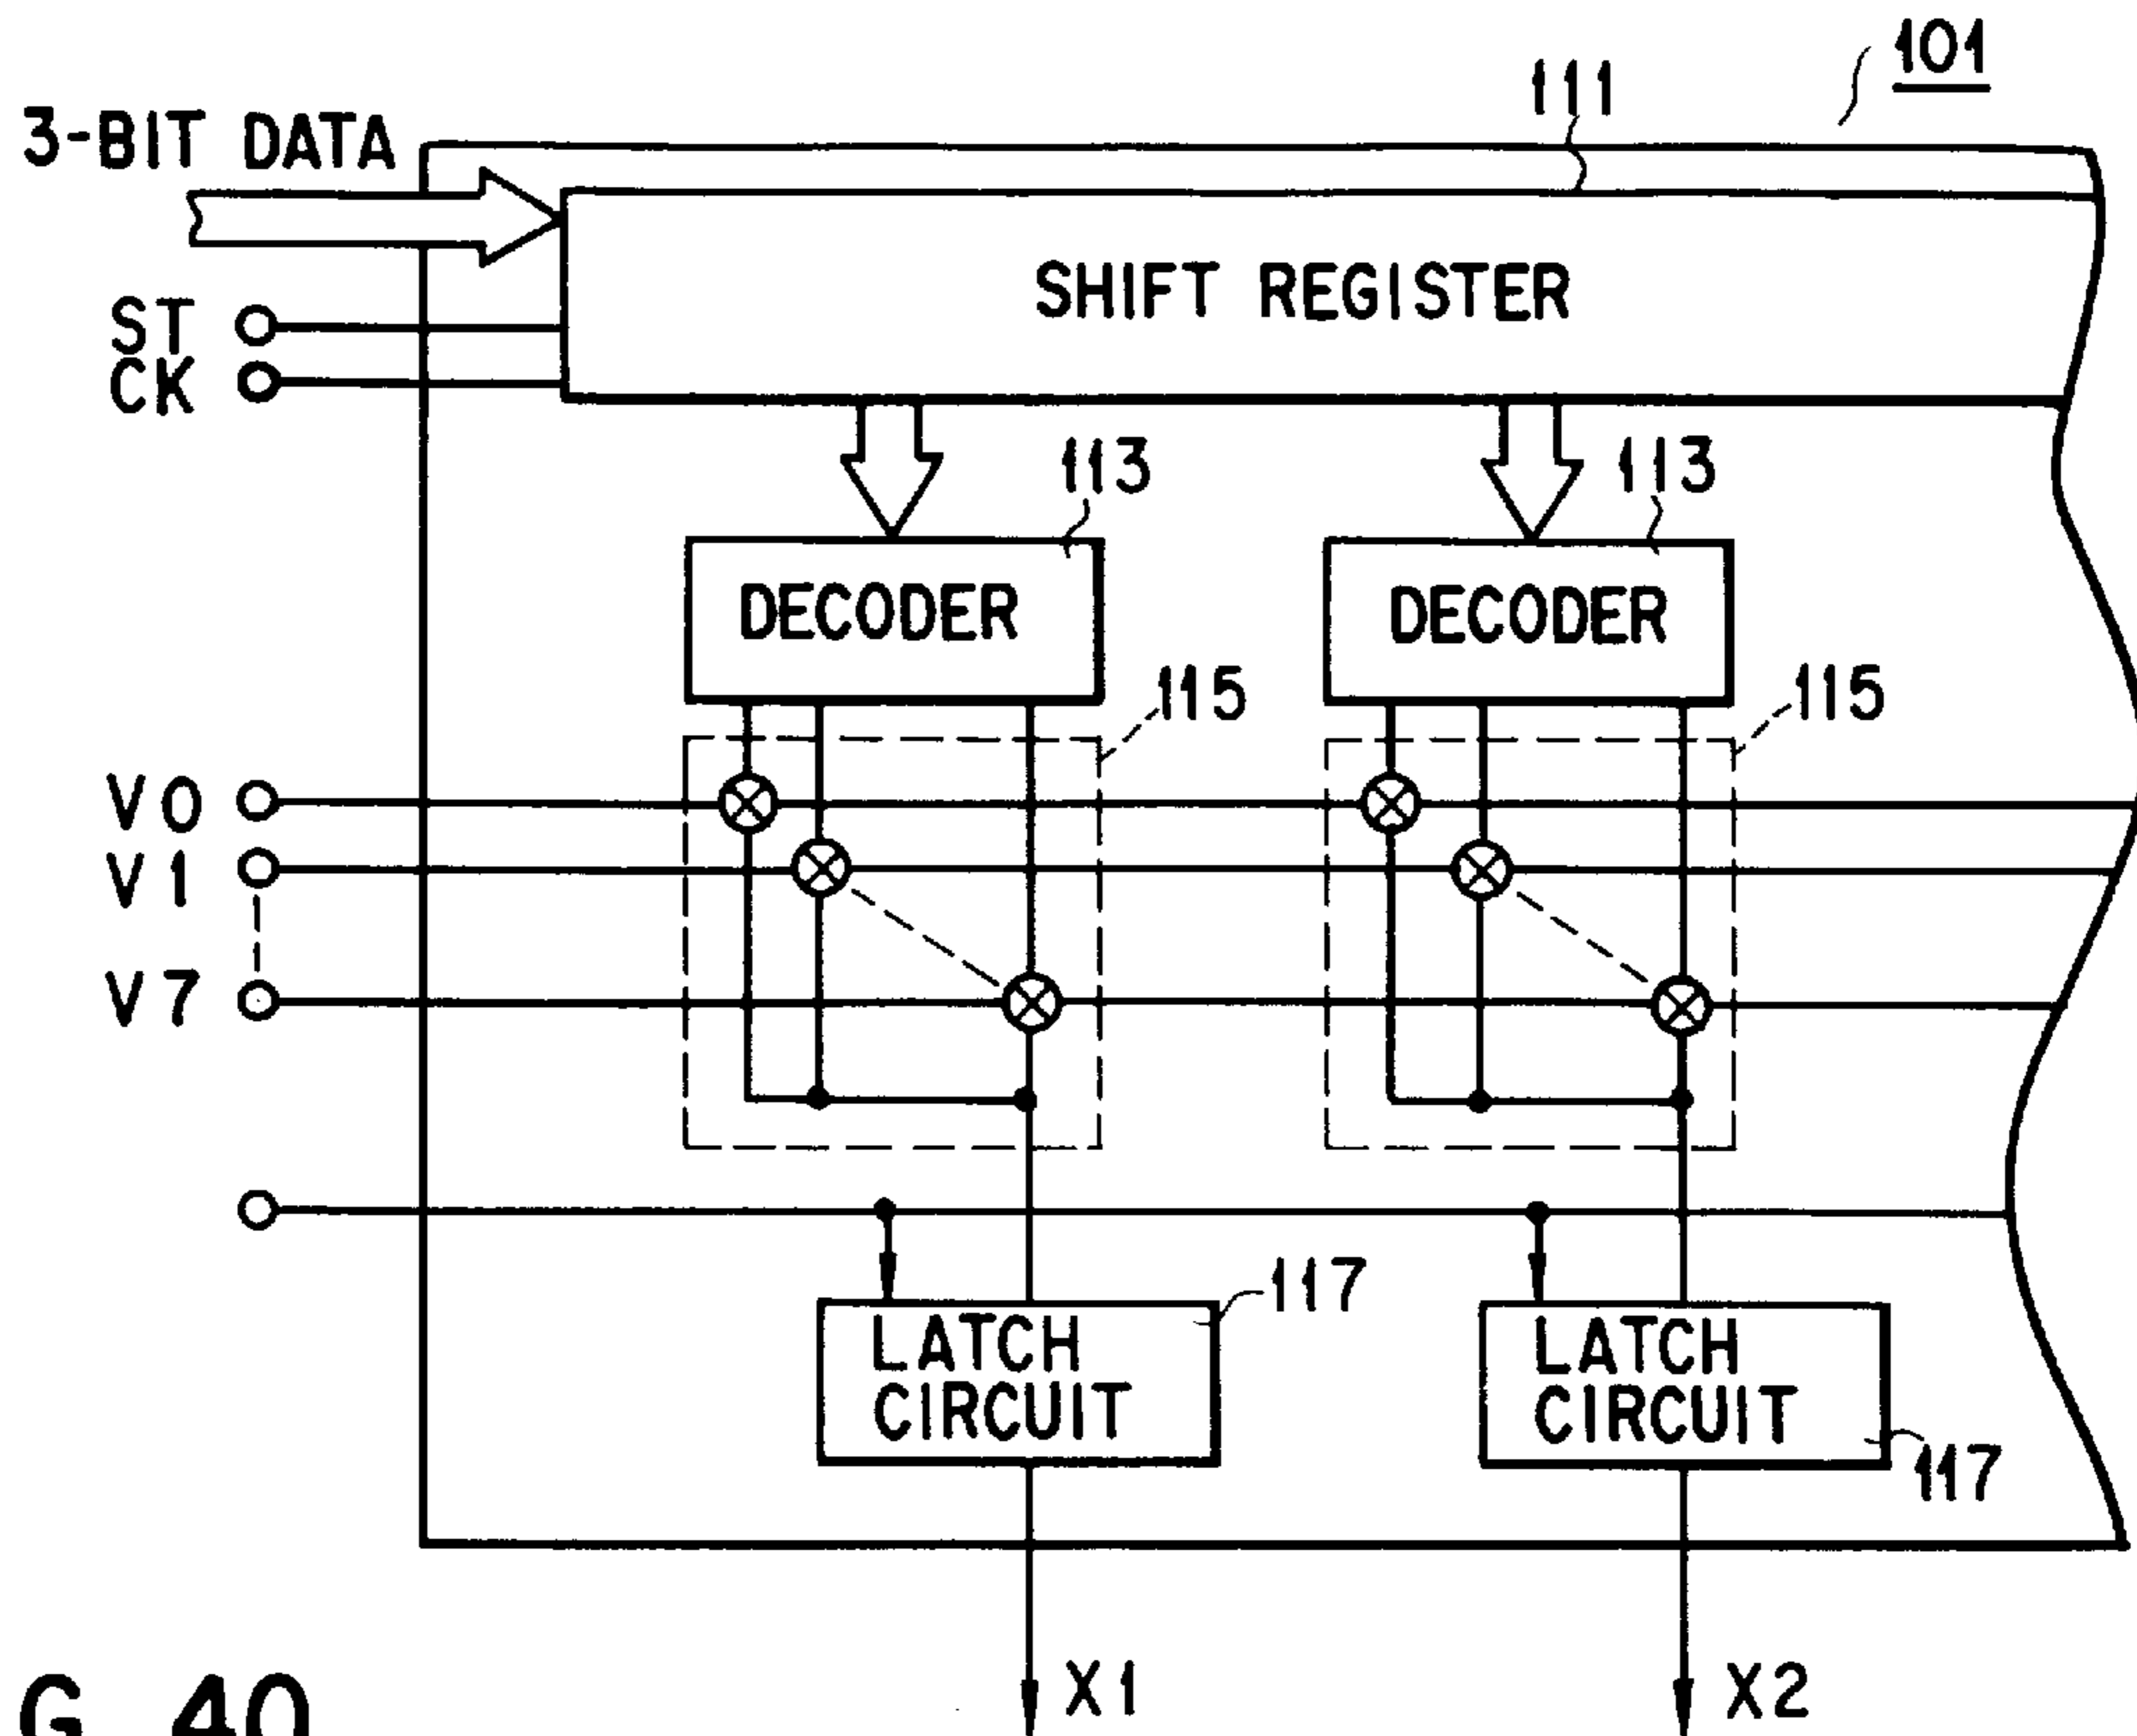 101
111
3-BIT DATA
SHIFT REGISTER
ST
CK
113
113
DECODER
DECODER
115
115
V0
V1
V7
117
LATCH
CIRCUIT
LATCH
CIRCUIT
117
X1
X2
G. 40